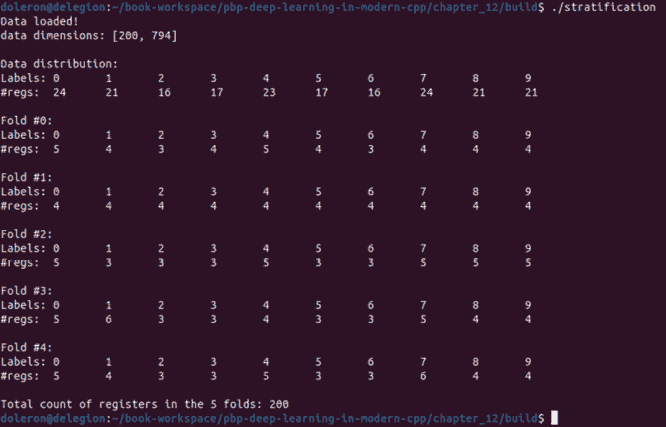 doleron@delegion:~/book-workspace/pbp-deep-learning-in-modern-cpp/chapter_12/build$ ./stratification
Data loaded!
data dimensions: [200, 794]
Data distribution:
Labels: 0 1 2 3 4 5 6 7 8 9
#regs: 24 21 16 17 23 17 16 24 21 21
Fold #0:
Labels: 0 1 2 3 4 5 6 7 8 9
#regs: 5 4 3 4 5 4 3 4 4 4
Fold #1:
Labels: 0 1 2 3 4 5 6 7 8 9
#regs: 4 4 4 4 4 4 4 4 4 4
Fold #2:
Labels: 0 1 2 3 4 5 6 7 8 9
#regs: 5 3 3 3 5 3 3 5 5 5
Fold #3:
Labels: 0 1 2 3 4 5 6 7 8 9
#regs: 5 6 3 3 4 3 3 5 4 4
Fold #4:
Labels: 0 1 2 3 4 5 6 7 8 9
#regs: 5 4 3 3 5 3 3 6 4 4
Total count of registers in the 5 folds: 200
doleron@delegion:~/book-workspace/pbp-deep-learning-in-modern-cpp/chapter_12/build$